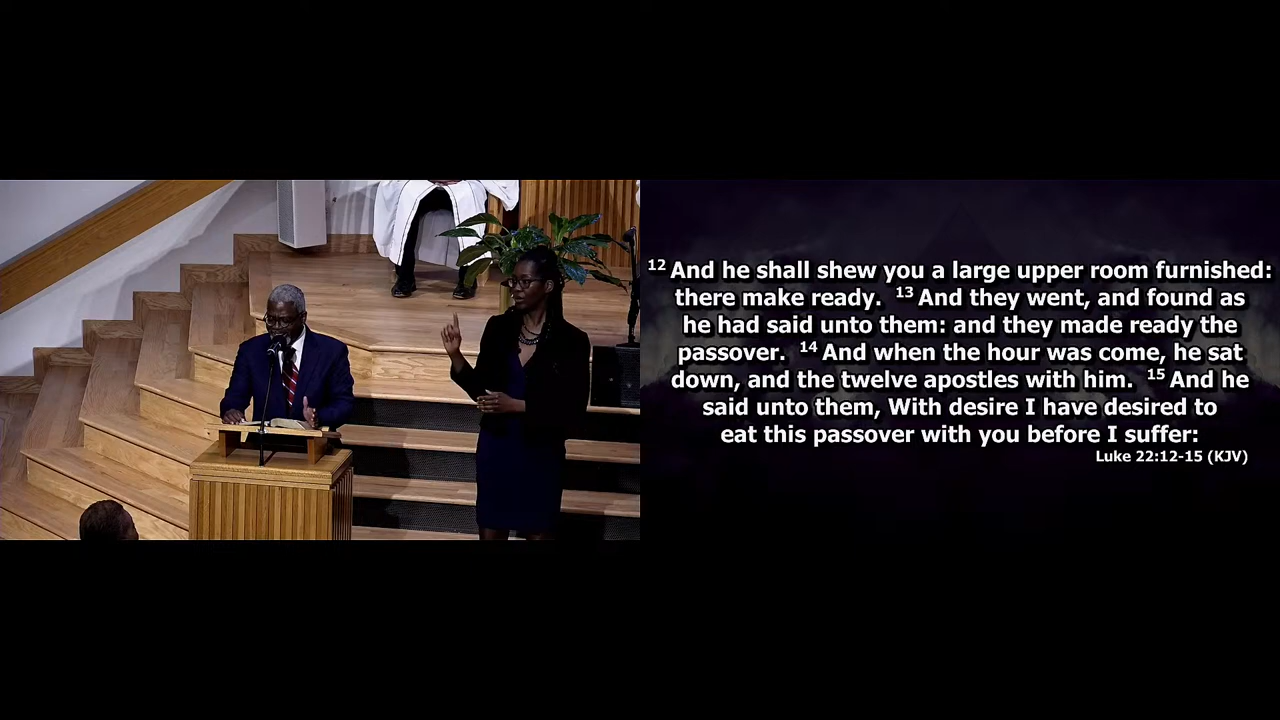 12 And he shall shew you a large upper room furnished:
there make ready. 13 And they went, and found as
he had said unto them: and they made ready the
passover. 14 And when the hour was come, he sat
down, and the twelve apostles with him. 15 And he
said unto them, With desire I have desired to
eat this passover with you before I suffer:
Luke 22:12-15 (KJV)